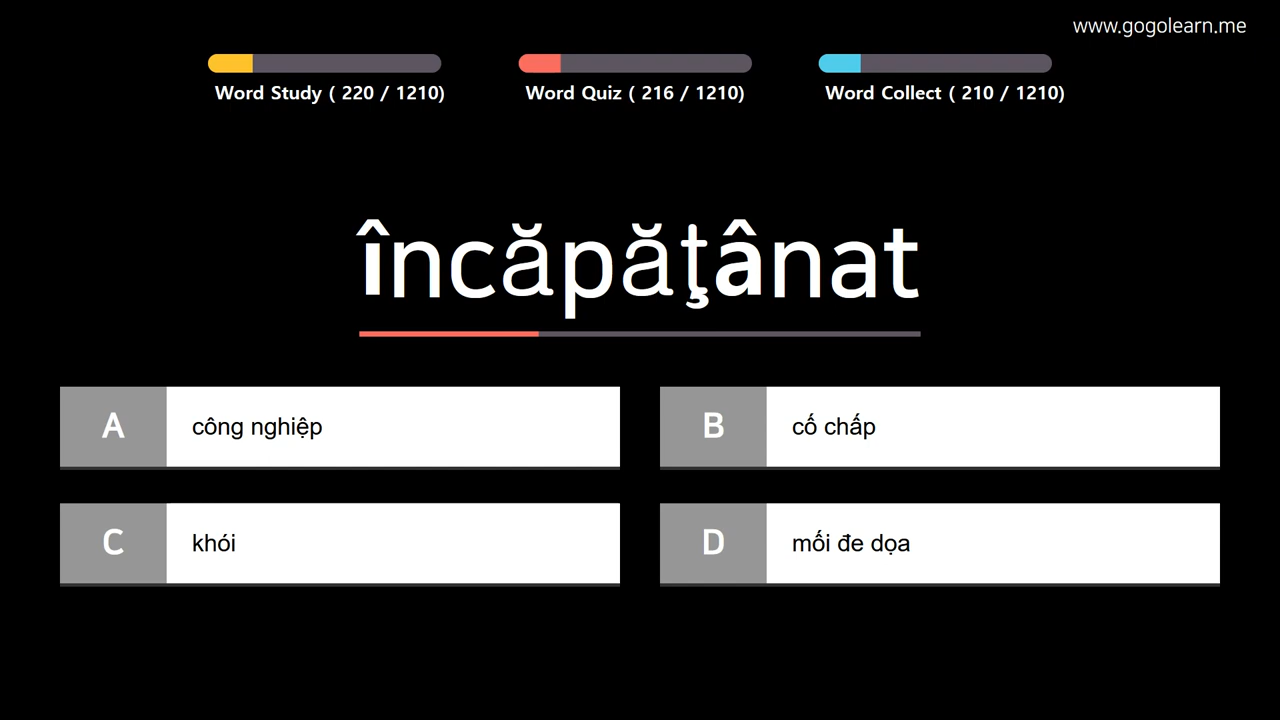 www.gogolearn.me
Word Study ( 220 / 1210)
Word Quiz ( 216 / 1210)
Word Collect ( 210 / 1210)
încăpăţânat
A công nghiệp
B cố chấp
C khói
D mối đe dọa